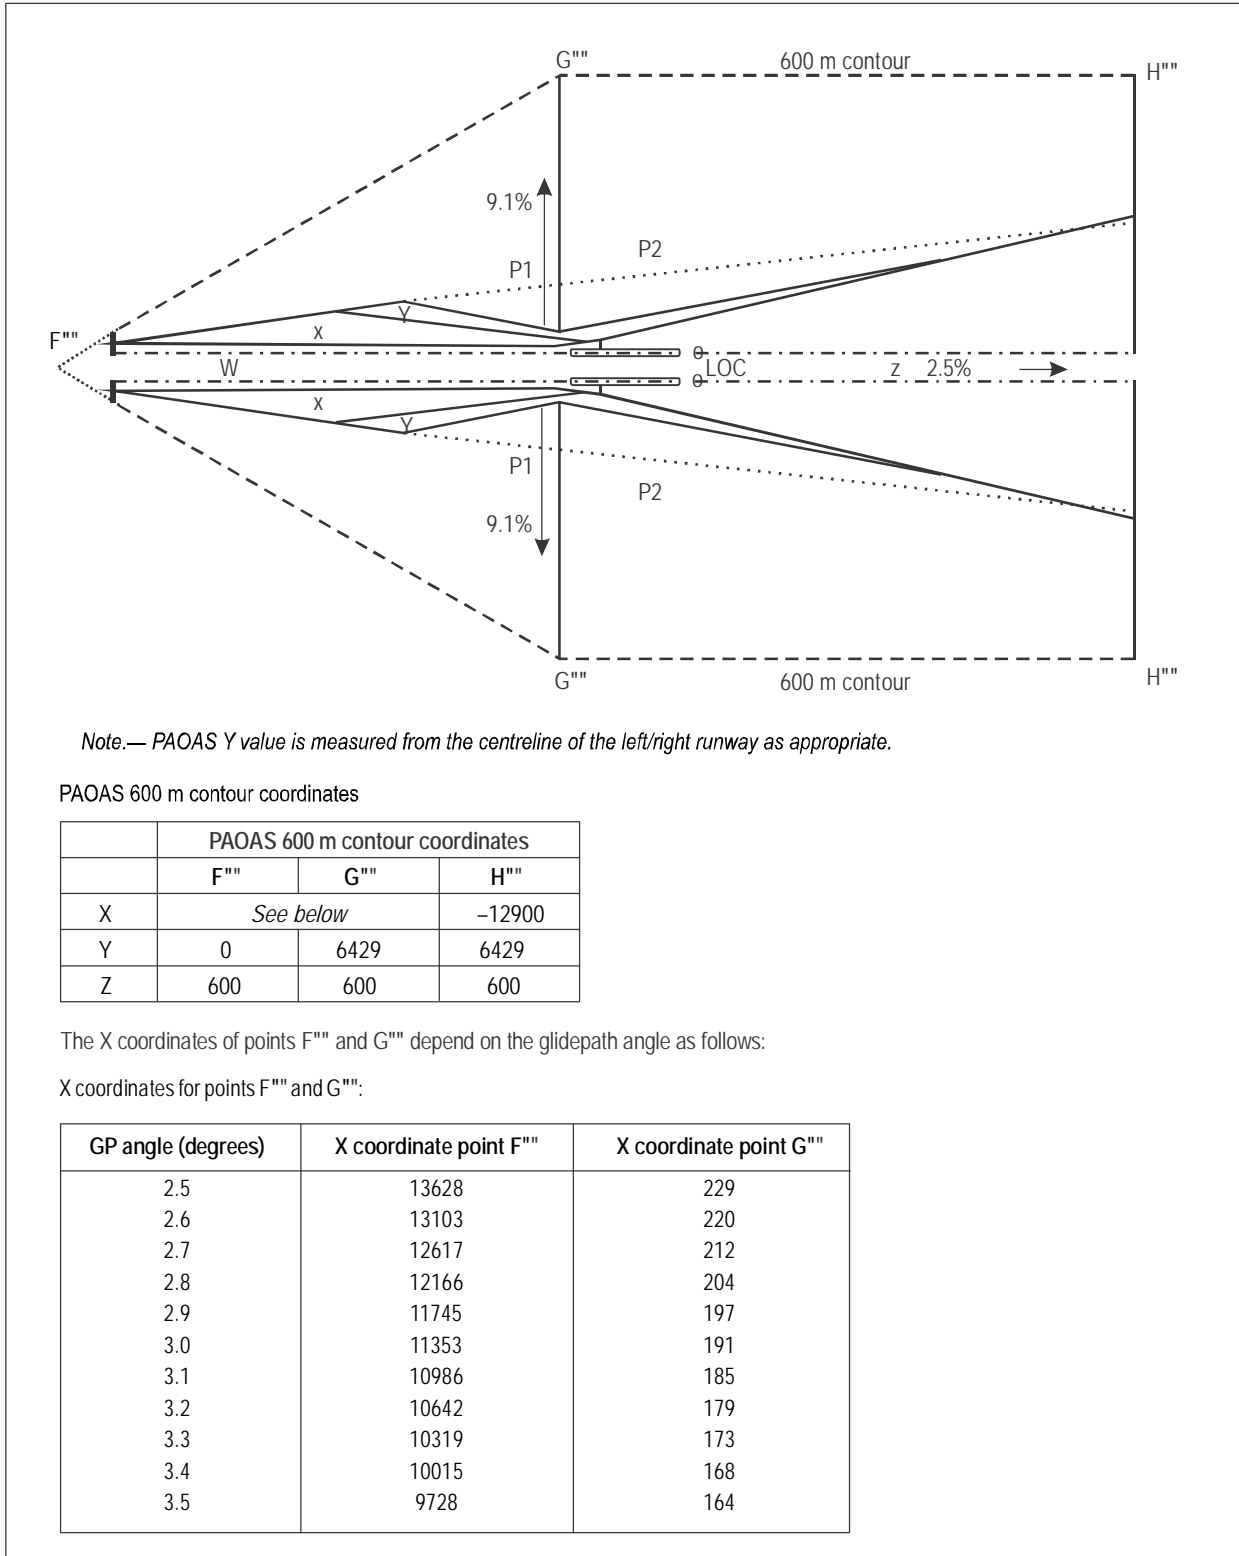 G""
600 m contour
H""
9.1%
P2
P1
Y
F""
x
0
W
LOC
z 2.5%
0
x
Y
P1
P2
9.1%
G""
600 m contour
H""
Note.— PAOAS Y value is measured from the centreline of the left/right runway as appropriate.
PAOAS 600 m contour coordinates
PAOAS 600 m contour coordinates
F"" G"" H""
X See below –12900
Y 0 6429 6429
Z 600 600 600
The X coordinates of points F"" and G"" depend on the glidepath angle as follows:
X coordinates for points F"" and G"":
GP angle (degrees) X coordinate point F"" X coordinate point G""
2.5 13628 229
2.6 13103 220
2.7 12617 212
2.8 12166 204
2.9 11745 197
3.0 11353 191
3.1 10986 185
3.2 10642 179
3.3 10319 173
3.4 10015 168
3.5 9728 164